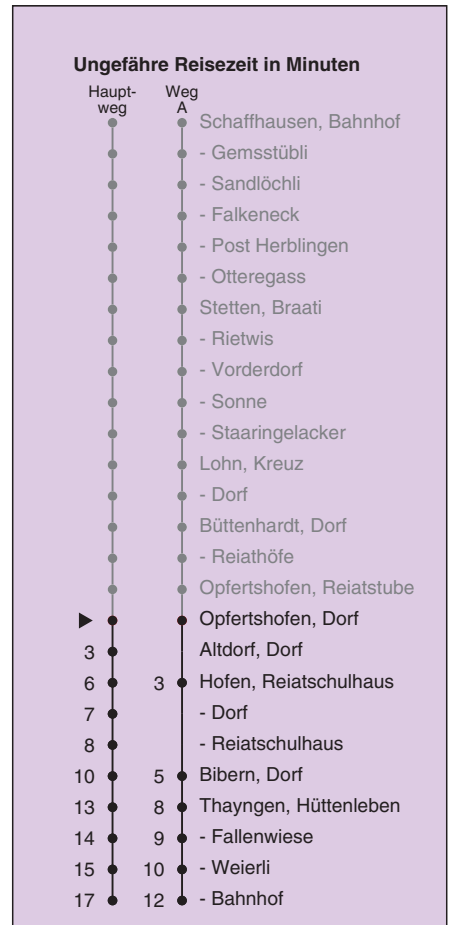 Ungefähre Reisezeit in Minuten
Haupt- Weg
weg A
Schaffhausen, Bahnhof
- Gemsstübli
- Sandlöchli
- Falkeneck
- Post Herblingen
- Otteregass
Stetten, Braati
- Rietwis
- Vorderdorf
- Sonne
- Staaringelacker
Lohn, Kreuz
- Dorf
Büttenhardt, Dorf
- Reiathöfe
Opfertshofen, Reiatstube
Opfertshofen, Dorf
3 Altdorf, Dorf
6 3 Hofen, Reiatschulhaus
7 - Dorf
8 - Reiatschulhaus
10 5 Bibern, Dorf
13 8 Thayngen, Hüttenleben
14 9 - Fallenwiese
15 10 - Weierli
17 12 - Bahnhof